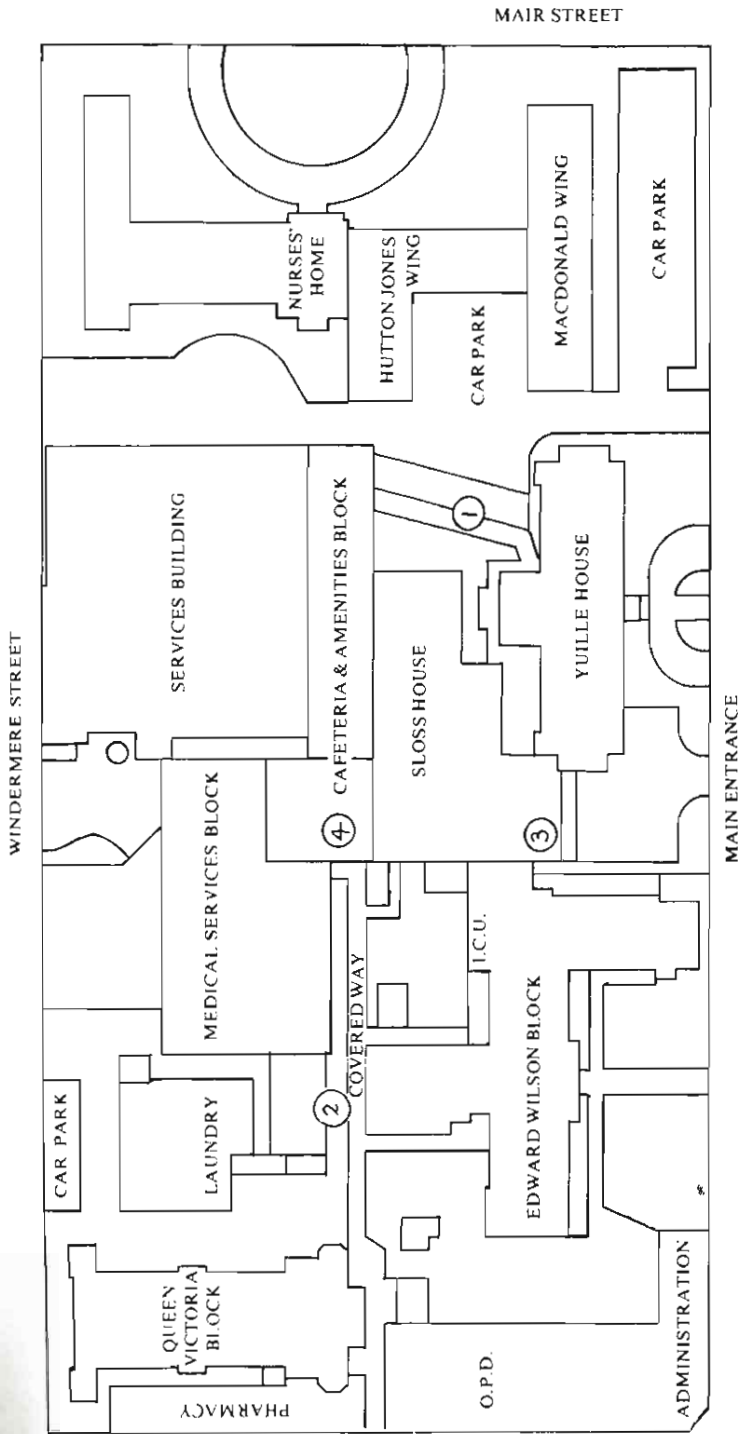 MAIR STREET
WINDERMERE STREET
MAIN ENTRANCE
NURSES'
HOME
HUTTON JONES
WING
MACDONALD WING
CAR PARK
CAR PARK
SERVICES BUILDING
CAFETERIA & AMENITIES BLOCK
1
SLOSS HOUSE
YUILLE HOUSE
4
3
MEDICAL SERVICES BLOCK
COVERED WAY
2
I.C.U.
EDWARD WILSON BLOCK
CAR PARK
LAUNDRY
QUEEN
VICTORIA
BLOCK
PHARMACY
O.P.D.
ADMINISTRATION